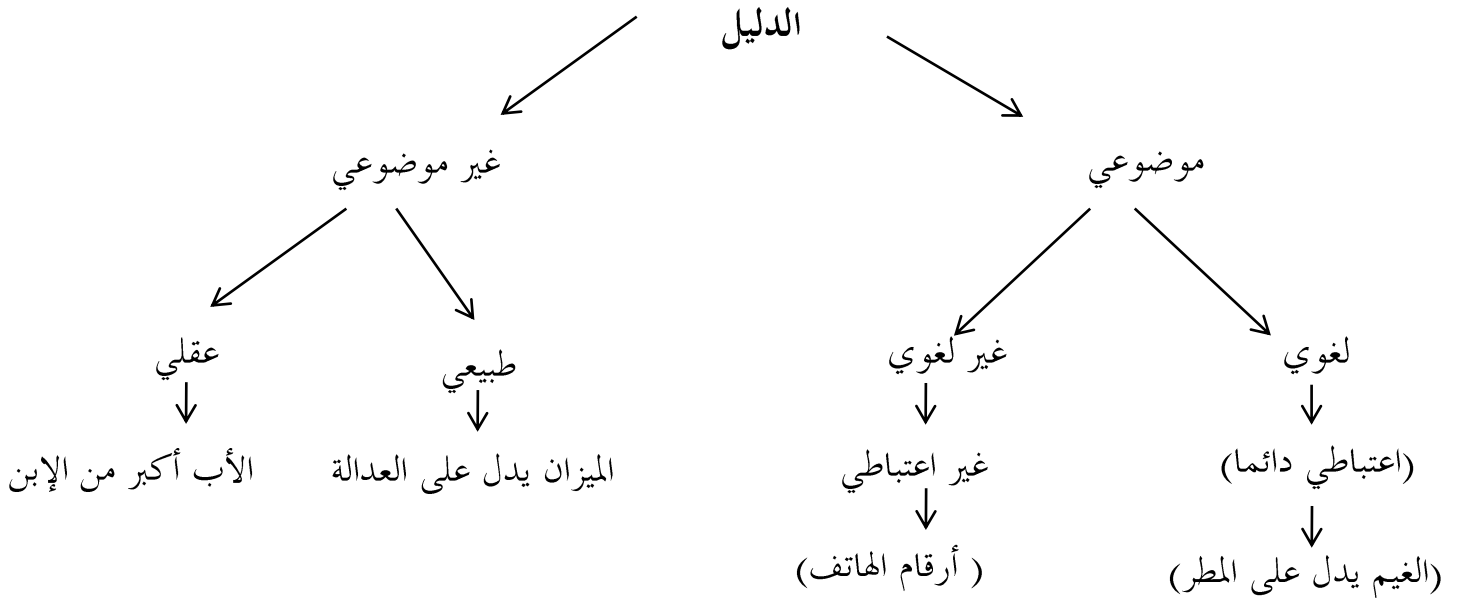 الدليل
موضوعي
غير موضوعي
لغوي
غير لغوي
طبيعي
عقلي
(اعتباطي دائما)
غير اعتباطي
الميزان يدل على العدالة
الأب أكبر من الإبن
(الغيم يدل على المطر)
( أرقام الهاتف)